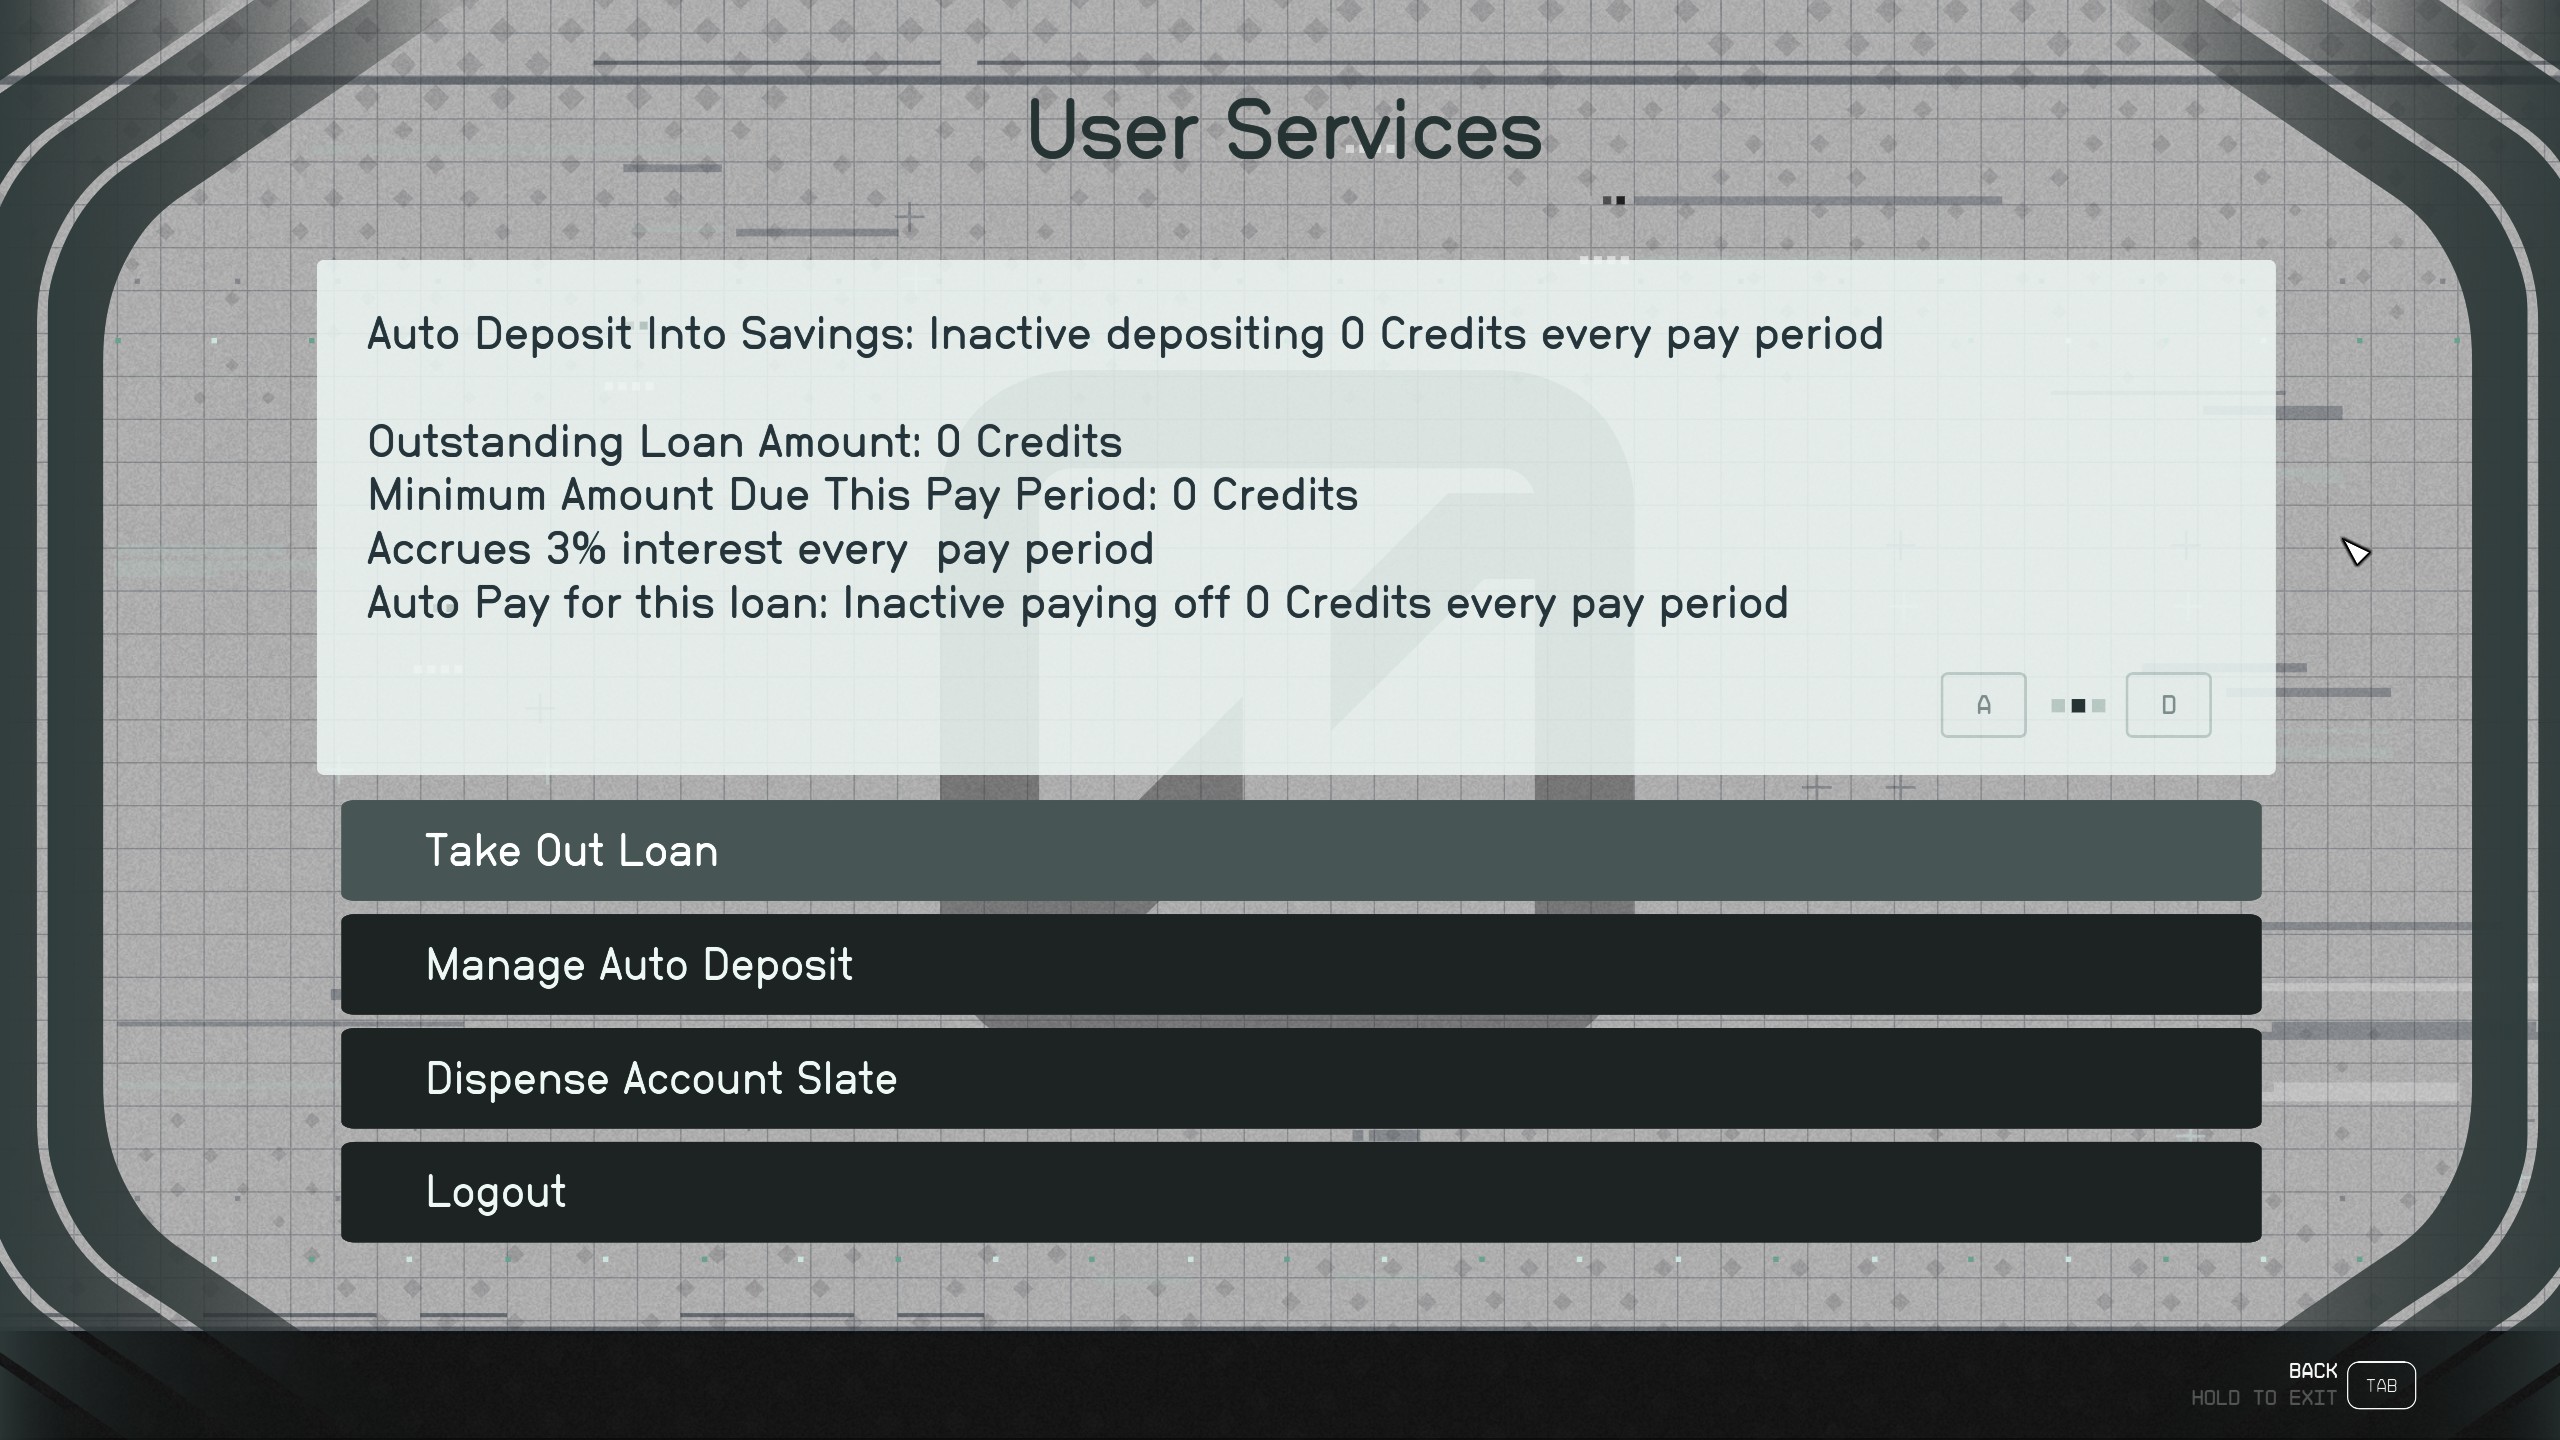 User Services
Auto Deposit Into Savings: Inactive depositing 0 Credits every pay period
Outstanding Loan Amount: 0 Credits
Minimum Amount Due This Pay Period: 0 Credits
Accrues 3% interest every  pay period
Auto Pay for this loan: Inactive paying off 0 Credits every pay period
A D
Take Out Loan
Manage Auto Deposit
Dispense Account Slate
Logout
BACK TAB
HOLD TO EXIT